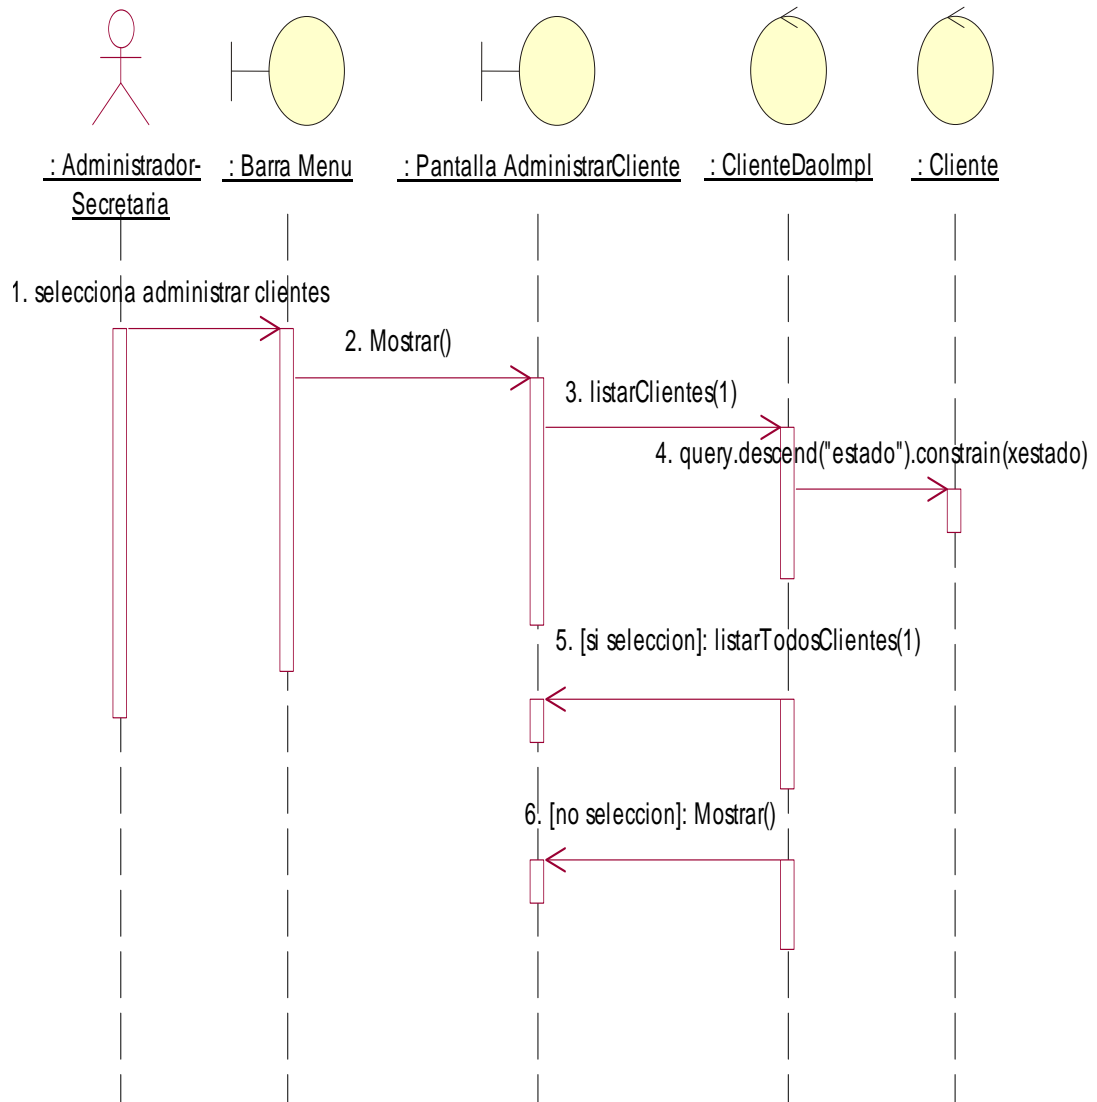 : Administrador-
Secretaria
: Barra Menu
: Pantalla AdministrarCliente
: ClienteDaoImpl
: Cliente
1. selecciona administrar clientes
2. Mostrar()
3. listarClientes(1)
4. query.descend("estado").constrain(xestado)
5. [si seleccion]: listarTodosClientes(1)
6. [no seleccion]: Mostrar()